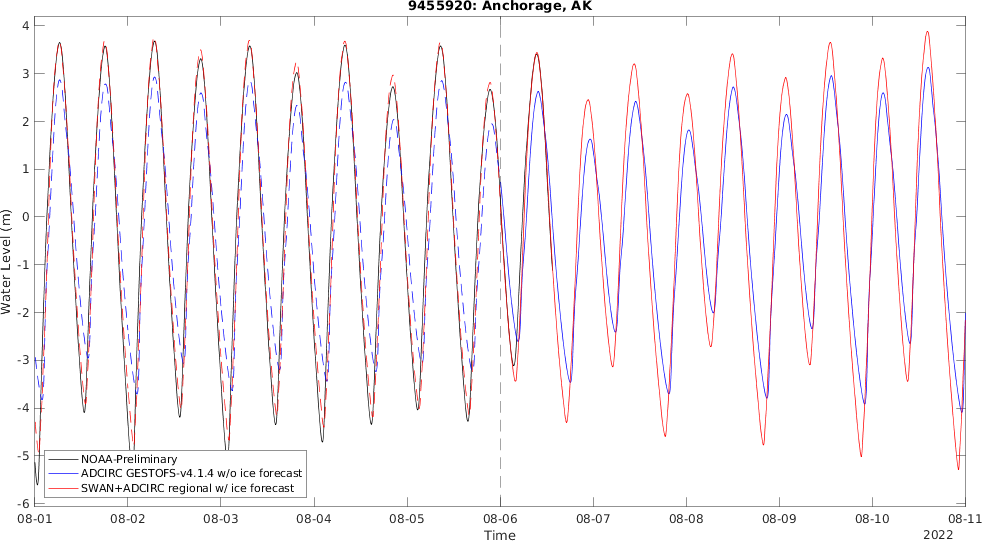 9455920: Anchorage, AK
Water Level (m)
4
3
2
1
0
-1
-2
-3
-4
-5
-6
NOAA-Preliminary
ADCIRC GESTOFS-v4.1.4 w/o ice forecast
SWAN+ADCIRC regional w/ ice forecast
08-01 08-02 08-03 08-04 08-05 08-06 08-07 08-08 08-09 08-10 08-11
Time
2022